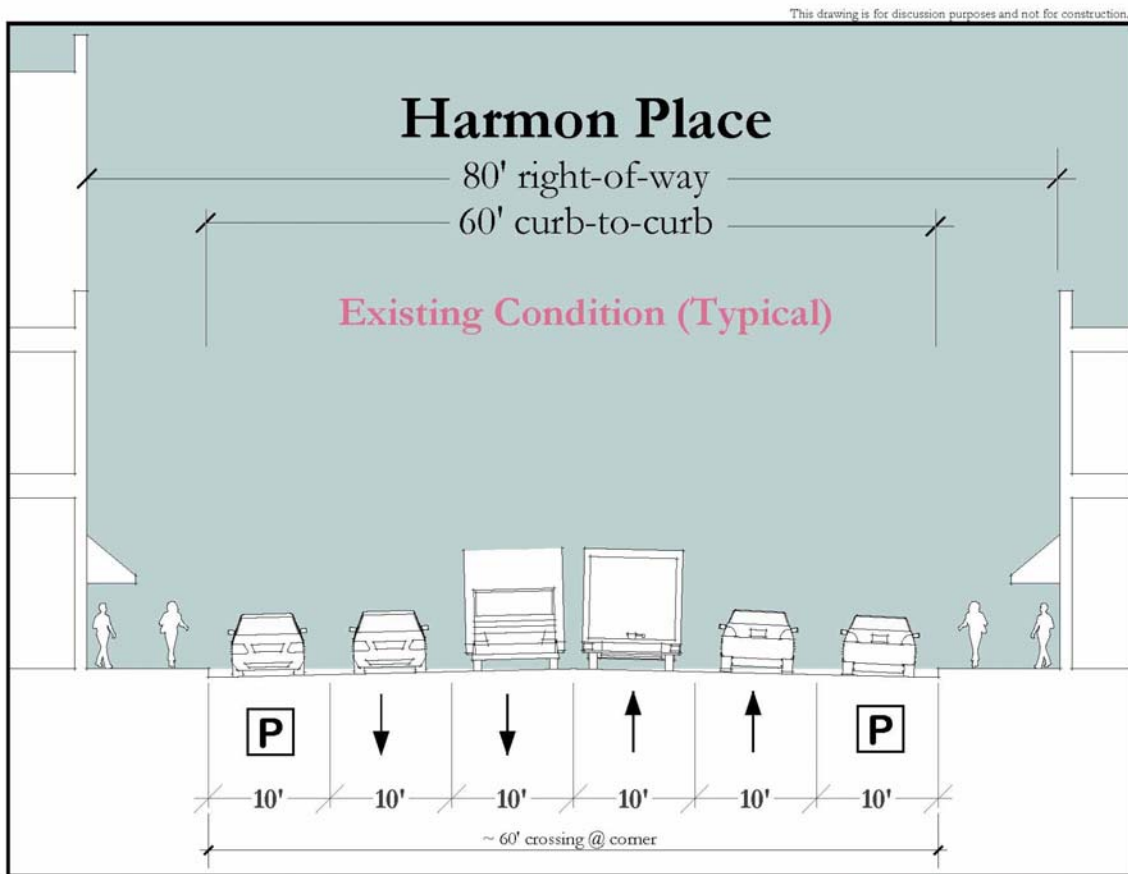 This drawing is for discussion purposes and not for construction.
Harmon Place
80' right-of-way
60' curb-to-curb
Existing Condition (Typical)
P P
10' 10' 10' 10' 10' 10'
~ 60' crossing @ corner